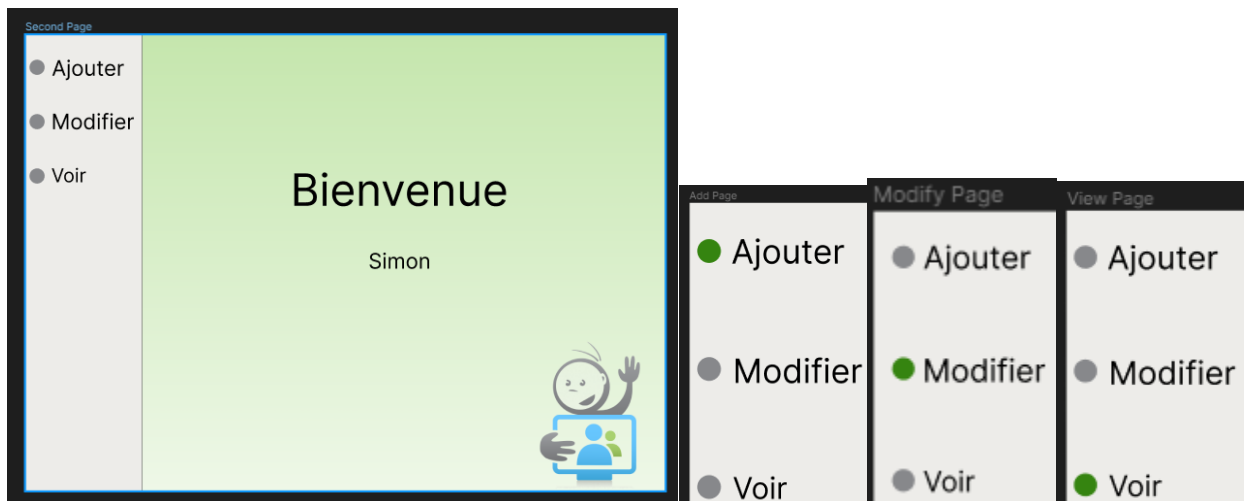 Second Page
Ajouter
Modifier
Voir
Bienvenue
Simon
Add Page
Ajouter
Modifier
Voir
Modify Page
Ajouter
Modifier
Voir
View Page
Ajouter
Modifier
Voir